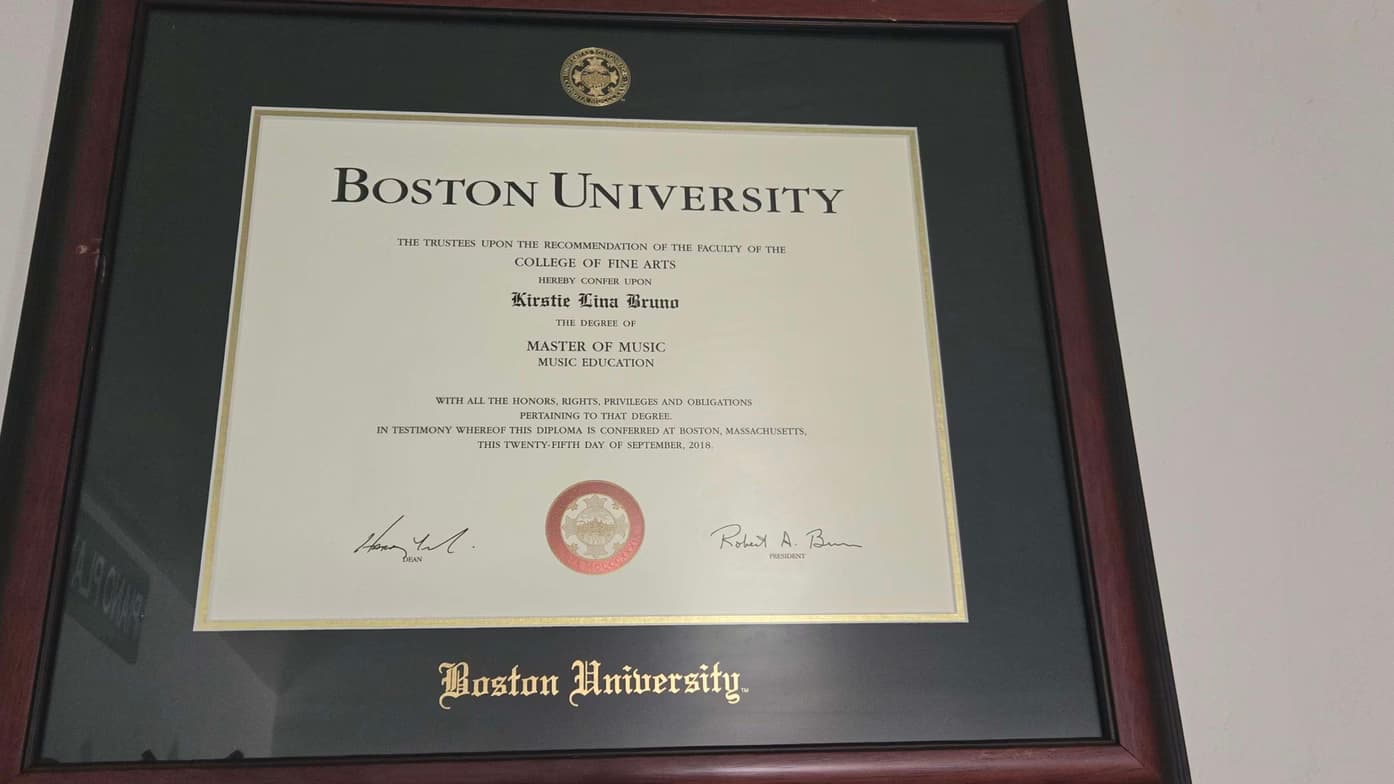 BOSTON UNIVERSITY
THE TRUSTEES UPON THE RECOMMENDATION OF THE FACULTY OF THE
COLLEGE OF FINE ARTS
HEREBY CONFER UPON
Kirstie Lina Bruno
THE DEGREE OF
MASTER OF MUSIC
MUSIC EDUCATION
WITH ALL THE HONORS, RIGHTS, PRIVILEGES AND OBLIGATIONS
PERTAINING TO THAT DEGREE.
IN TESTIMONY WHEREOF THIS DIPLOMA IS CONFERRED AT BOSTON, MASSACHUSETTS,
THIS TWENTY-FIFTH DAY OF SEPTEMBER, 2018.
Robert A.
DEAN
PRESIDENT
Boston University™